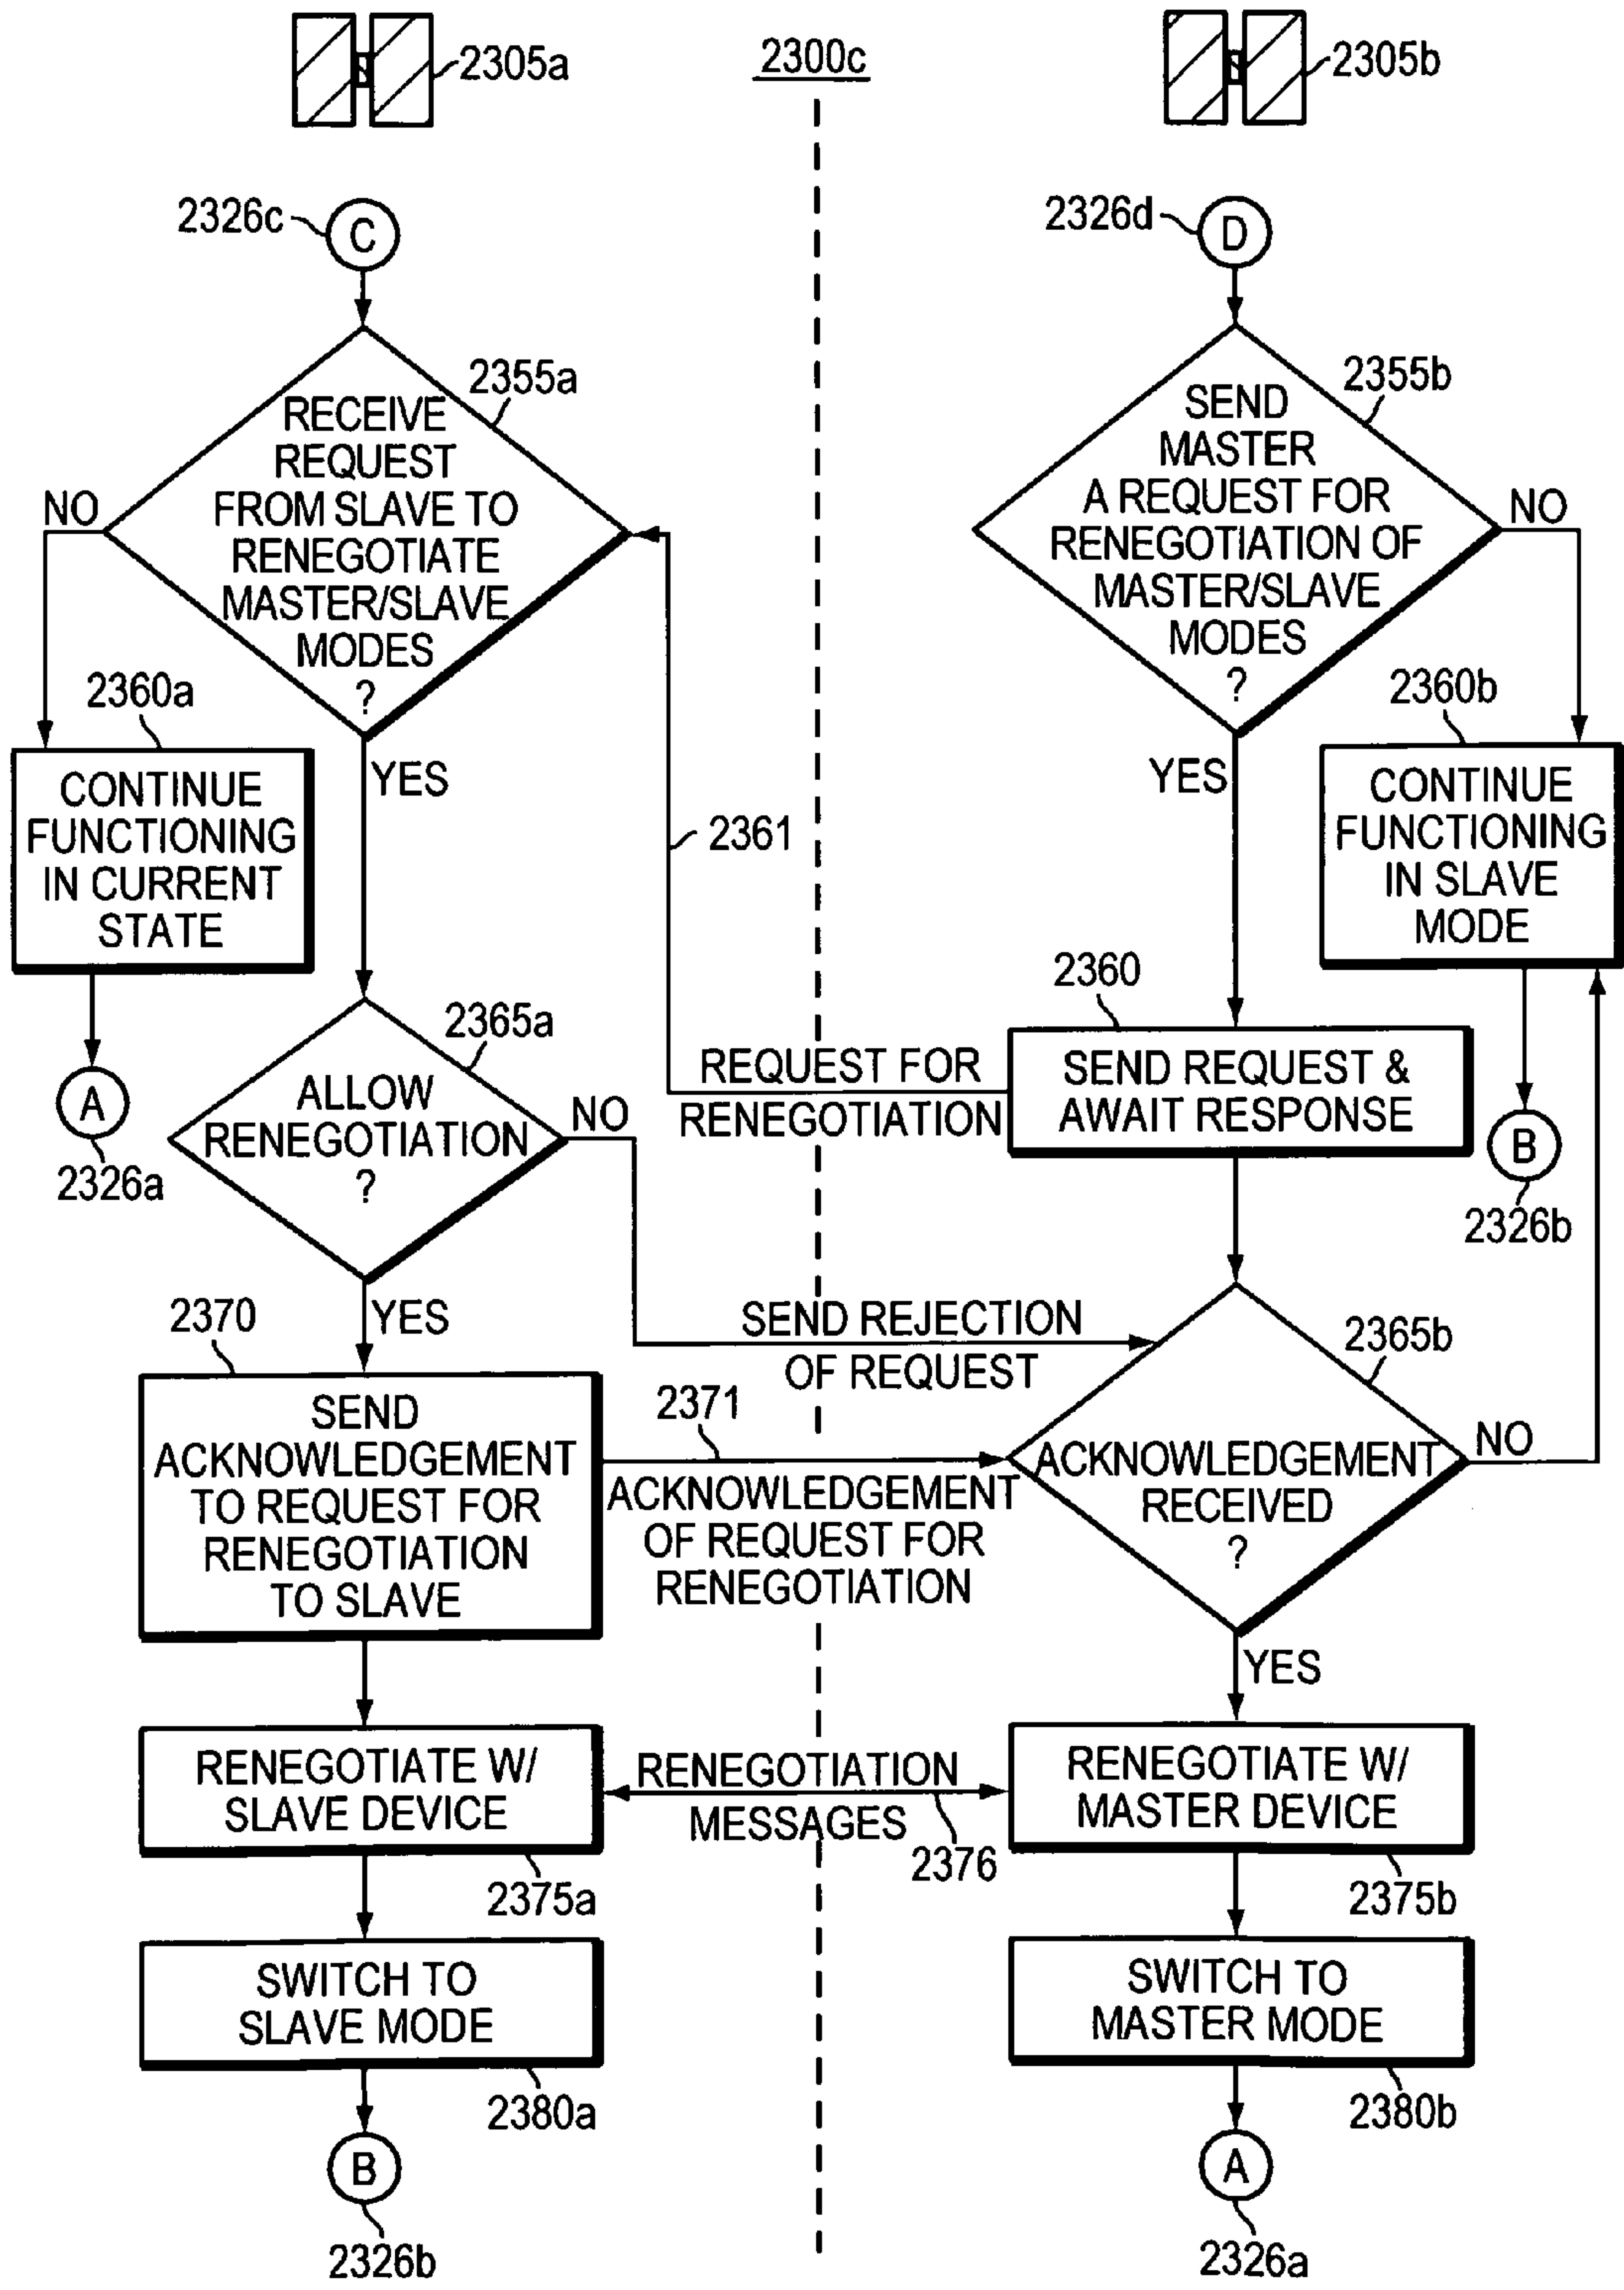 2305a
2300c
2305b
2326c
C
2326d
D
2355a
RECEIVE
REQUEST
FROM SLAVE TO
RENEGOTIATE
MASTER/SLAVE
MODES
?
NO
YES
2355b
SEND
MASTER
A REQUEST FOR
RENEGOTIATION OF
MASTER/SLAVE
MODES
?
NO
YES
2360a
CONTINUE
FUNCTIONING
IN CURRENT
STATE
A
2326a
2361
2360b
CONTINUE
FUNCTIONING
IN SLAVE
MODE
B
2326b
2360
SEND REQUEST &
AWAIT RESPONSE
REQUEST FOR
RENEGOTIATION
2365a
ALLOW
RENEGOTIATION
?
NO
YES
SEND REJECTION
OF REQUEST
2365b
ACKNOWLEDGEMENT
RECEIVED
?
NO
YES
2370
SEND
ACKNOWLEDGEMENT
TO REQUEST FOR
RENEGOTIATION
TO SLAVE
2371
ACKNOWLEDGEMENT
OF REQUEST FOR
RENEGOTIATION
RENEGOTIATE W/
SLAVE DEVICE
2375a
RENEGOTIATION
MESSAGES
2376
RENEGOTIATE W/
MASTER DEVICE
2375b
SWITCH TO
SLAVE MODE
2380a
SWITCH TO
MASTER MODE
2380b
B
2326b
A
2326a